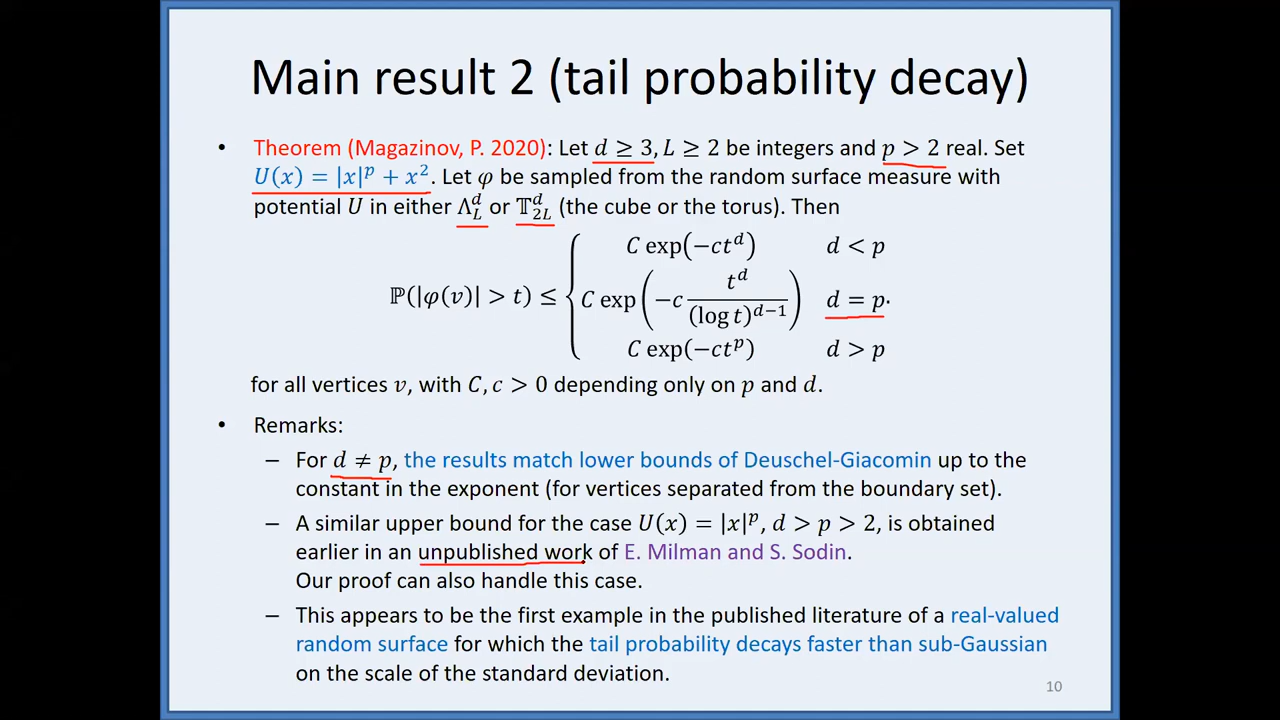 Main result 2 (tail probability decay)
• Theorem (Magazinov, P. 2020): Let d ≥ 3, L ≥ 2 be integers and p > 2 real. Set
U(x) = |x|^p + x^2. Let φ be sampled from the random surface measure with
potential U in either Λ_L^d or 𝕋_{2L}^d (the cube or the torus). Then
ℙ(|φ(v)| > t) ≤ { C exp(−ct^d) d < p
C exp(−c t^d/(log t)^{d−1}) d = p.
C exp(−ct^p) d > p
for all vertices v, with C, c > 0 depending only on p and d.
• Remarks:
– For d ≠ p, the results match lower bounds of Deuschel-Giacomin up to the
constant in the exponent (for vertices separated from the boundary set).
– A similar upper bound for the case U(x) = |x|^p, d > p > 2, is obtained
earlier in an unpublished work of E. Milman and S. Sodin.
Our proof can also handle this case.
– This appears to be the first example in the published literature of a real-valued
random surface for which the tail probability decays faster than sub-Gaussian
on the scale of the standard deviation.
10